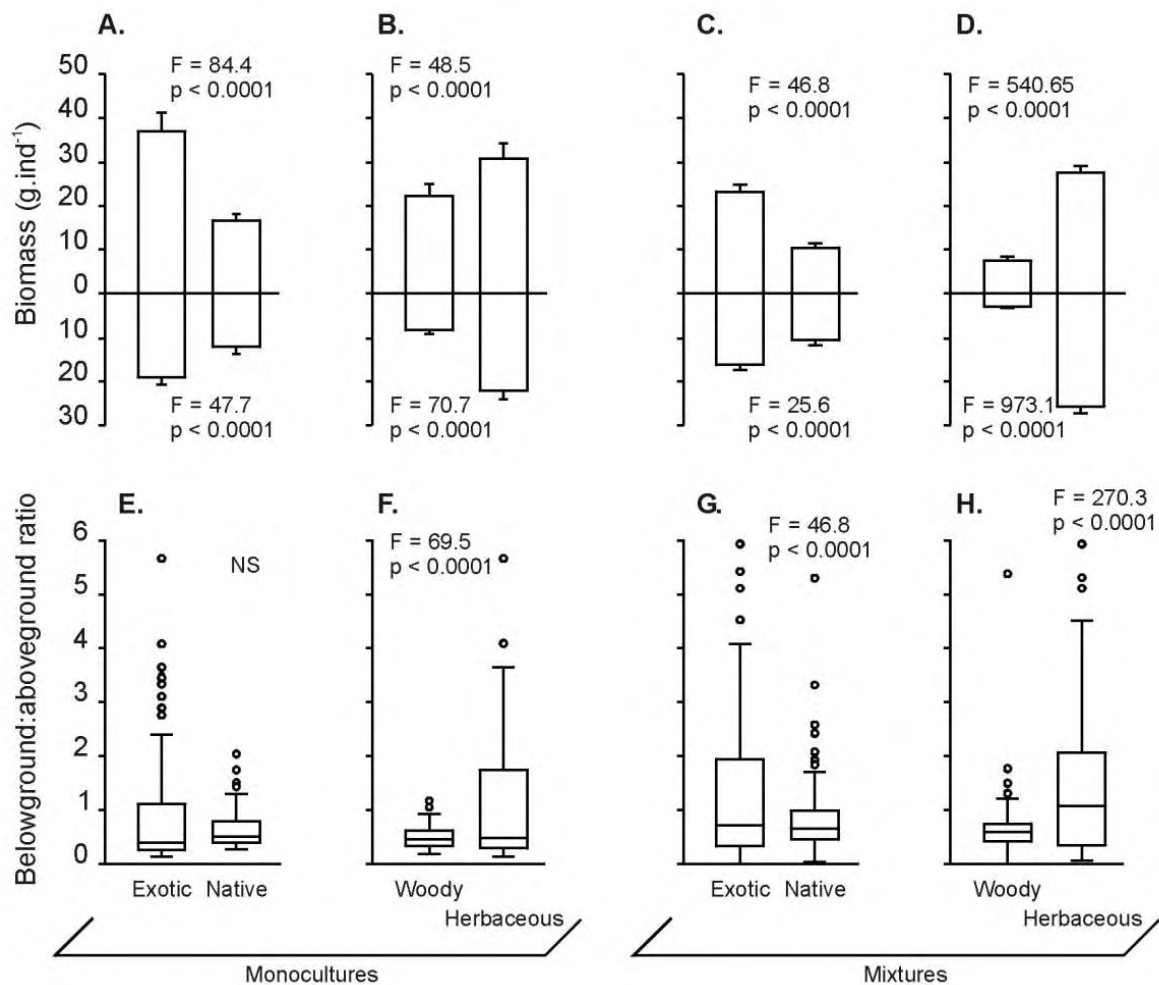 A.
B.
C.
D.
F = 84.4
p < 0.0001
F = 48.5
p < 0.0001
F = 46.8
p < 0.0001
F = 540.65
p < 0.0001
Biomass (g.ind⁻¹)
50
40
30
20
10
0
10
20
30
F = 47.7
p < 0.0001
F = 70.7
p < 0.0001
F = 25.6
p < 0.0001
F = 973.1
p < 0.0001
E.
F.
G.
H.
NS
F = 69.5
p < 0.0001
F = 46.8
p < 0.0001
F = 270.3
p < 0.0001
Belowground:aboveground ratio
6
5
4
3
2
1
0
Exotic Native
Woody
Herbaceous
Exotic Native
Woody
Herbaceous
Monocultures
Mixtures